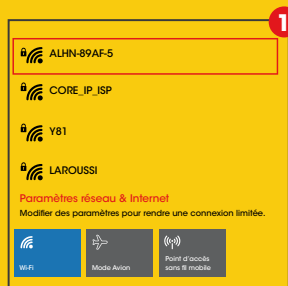 1
ALHN-89AF-5
CORE_IP_ISP
Y81
LAROUSSI
Paramètres réseau & Internet
Modifier des paramètres pour rendre une connexion limitée.
Wi-Fi
Mode Avion
Point d'accès
sans fil mobile